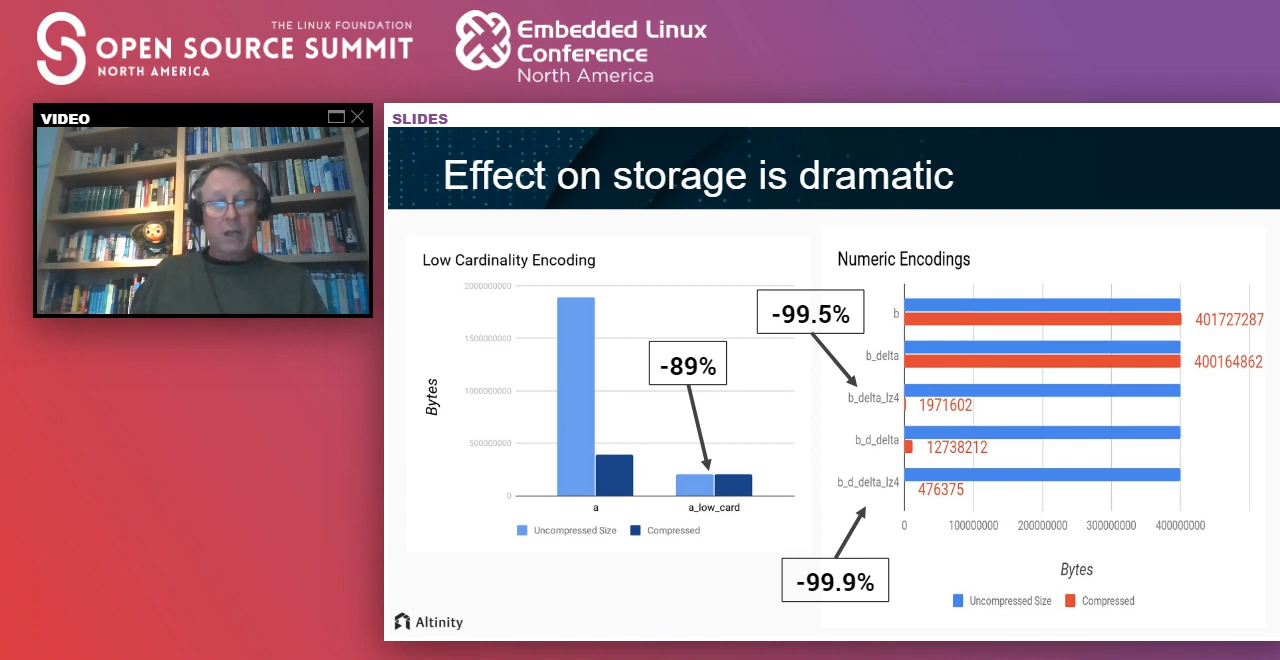 THE LINUX FOUNDATION
OPEN SOURCE SUMMIT
NORTH AMERICA
Embedded Linux
Conference
North America
VIDEO
SLIDES
Effect on storage is dramatic
Low Cardinality Encoding
2000000000
1500000000
1000000000
500000000
0
Bytes
-89%
a
a_low_card
Uncompressed Size
Compressed
Numeric Encodings
-99.5%
b
401727287
b_delta
400164862
b_delta_lz4
1971602
b_d_delta
12738212
b_d_delta_lz4
476375
0
100000000
200000000
300000000
400000000
-99.9%
Bytes
Uncompressed Size
Compressed
Altinity